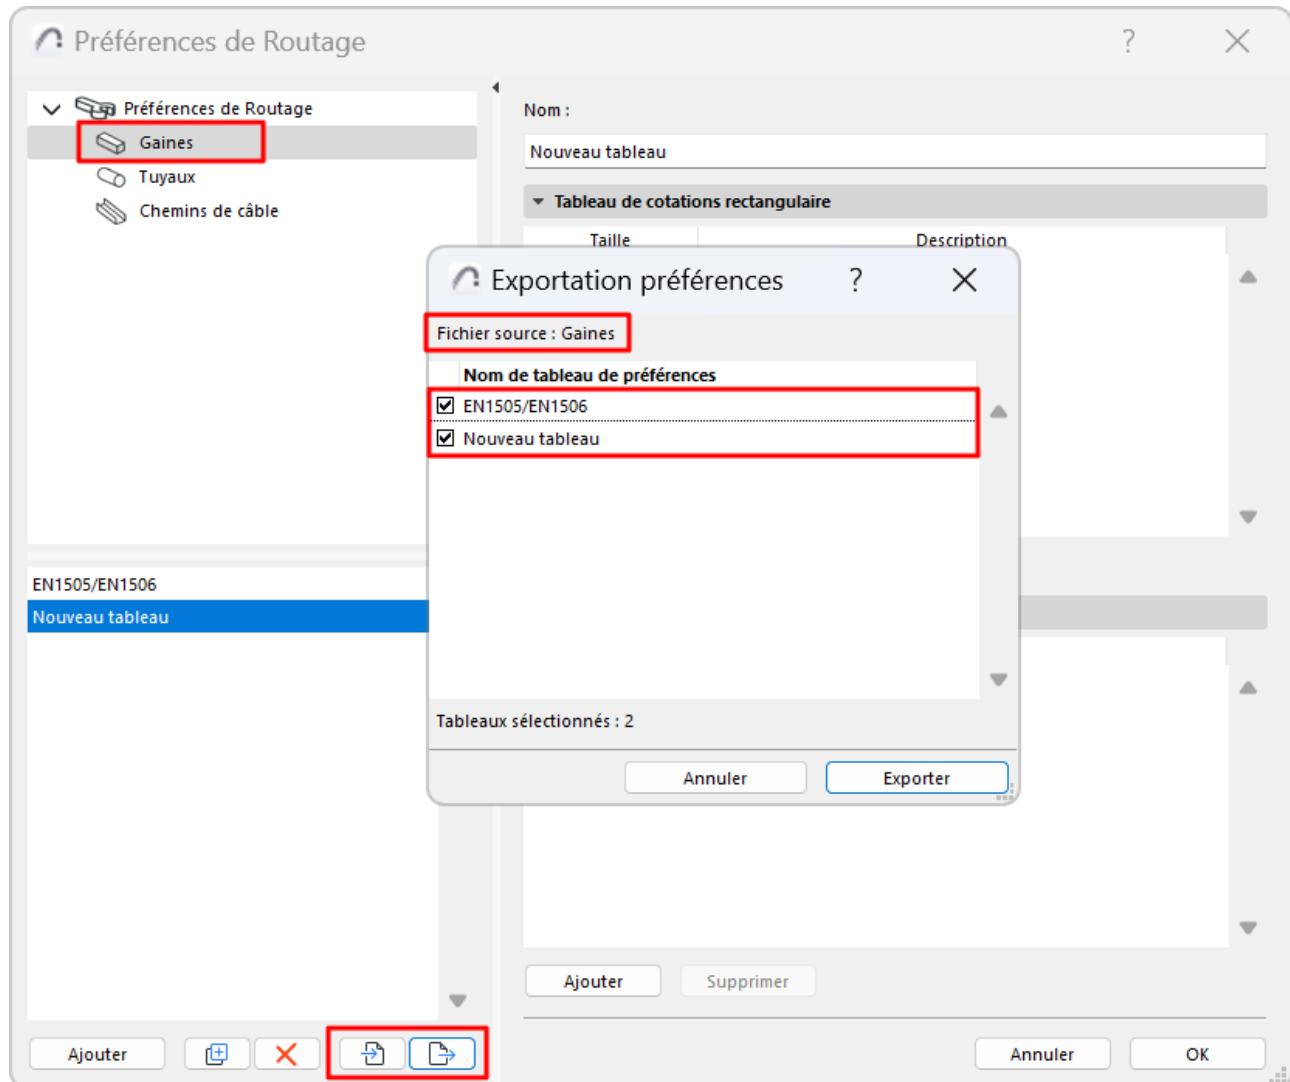 Préférences de Routage
?
Préférences de Routage
Gaines
Tuyaux
Chemins de câble
Nom :
Nouveau tableau
Tableau de cotations rectangulaire
Taille Description
Exportation préférences ?
Fichier source : Gaines
Nom de tableau de préférences
EN1505/EN1506
Nouveau tableau
Tableaux sélectionnés : 2
Annuler Exporter
EN1505/EN1506
Nouveau tableau
Ajouter Supprimer
Ajouter
Annuler OK